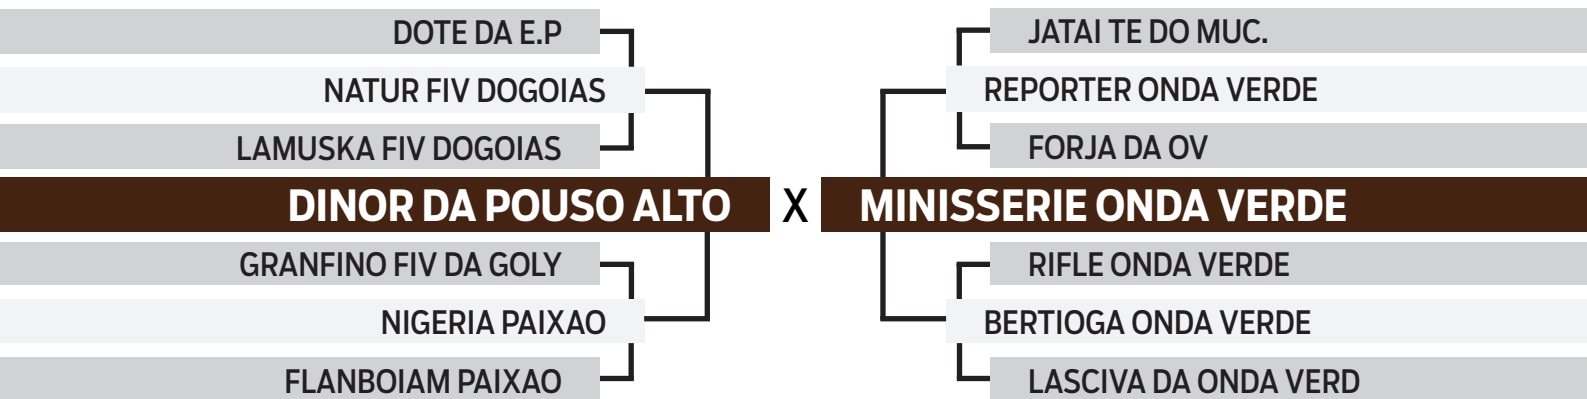 DOTE DA E.P
NATUR FIV DOGOIAS
LAMUSKA FIV DOGOIAS
DINOR DA POUSO ALTO
GRANFINO FIV DA GOLY
NIGERIA PAIXAO
FLANBOIAM PAIXAO
X
JATAI TE DO MUC.
REPORTER ONDA VERDE
FORJA DA OV
MINISSERIE ONDA VERDE
RIFLE ONDA VERDE
BERTIOGA ONDA VERDE
LASCIVA DA ONDA VERD